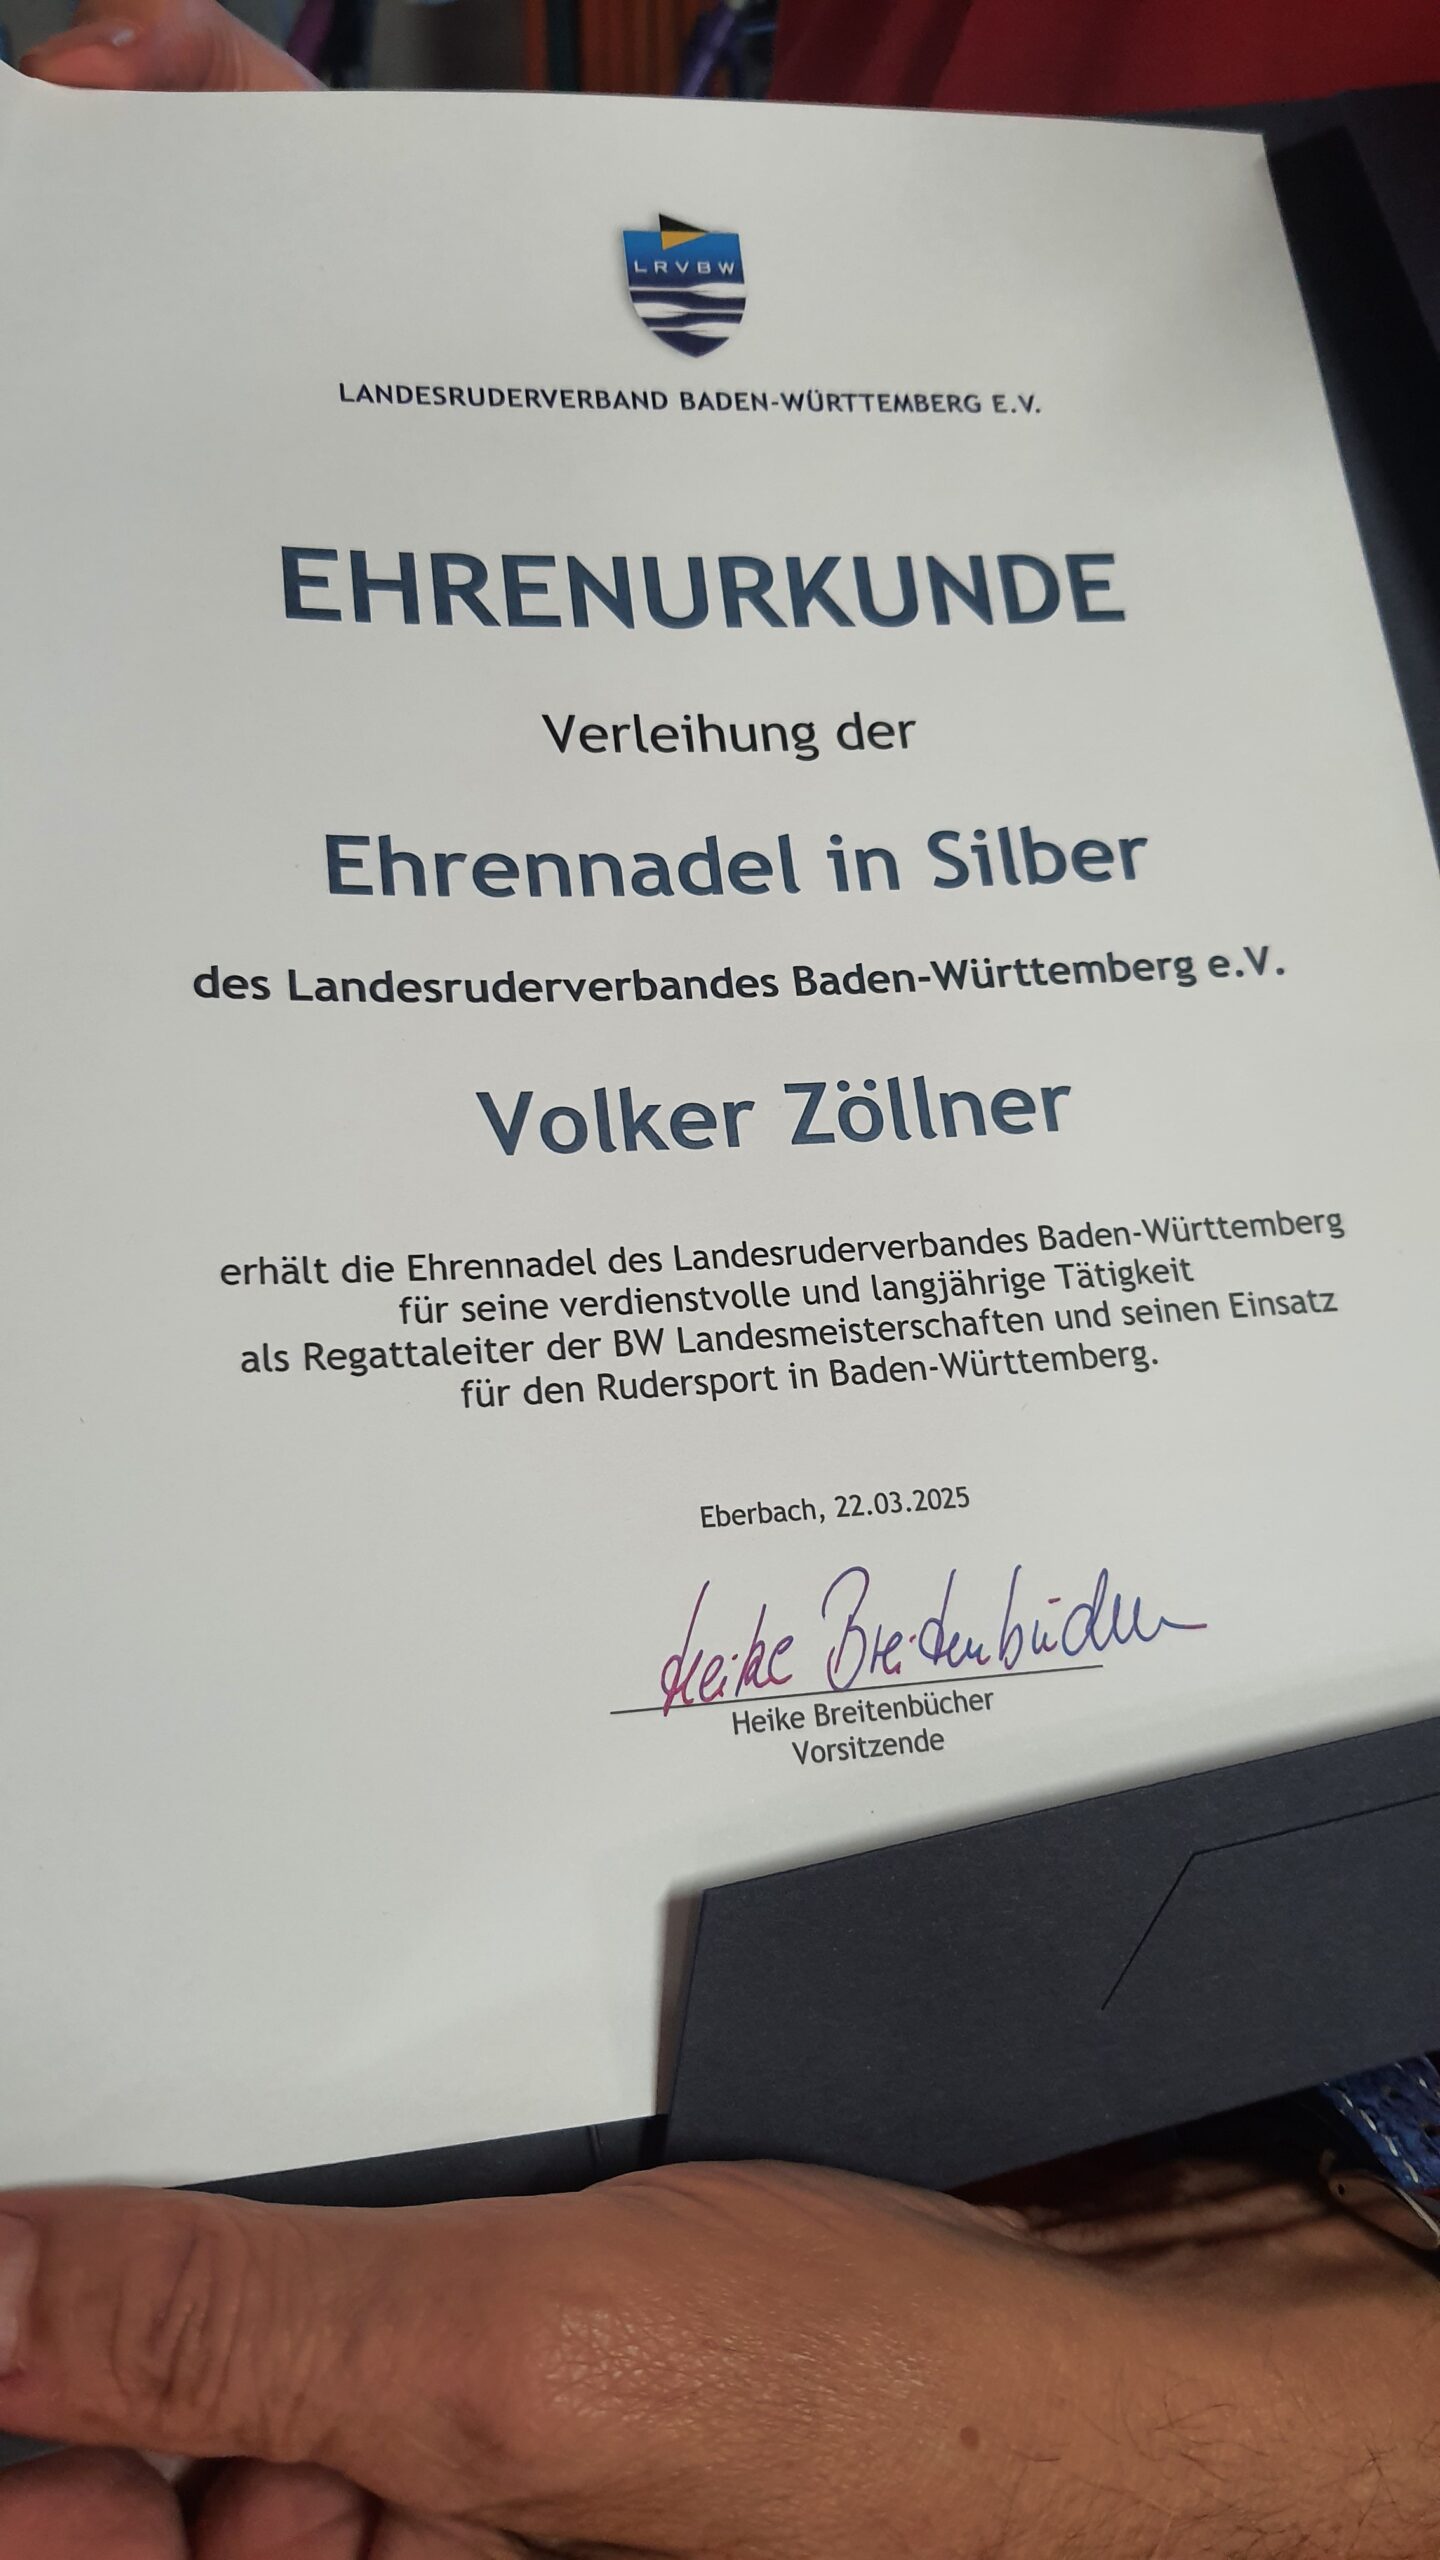 LRVBW
LANDESRUDERVERBAND BADEN-WÜRTTEMBERG E.V.
EHRENURKUNDE
Verleihung der
Ehrennadel in Silber
des Landesruderverbandes Baden-Württemberg e.V.
Volker Zöllner
erhält die Ehrennadel des Landesruderverbandes Baden-Württemberg
für seine verdienstvolle und langjährige Tätigkeit
als Regattaleiter der BW Landesmeisterschaften und seinen Einsatz
für den Rudersport in Baden-Württemberg.
Eberbach, 22.03.2025
Heike Breitenbücher
Heike Breitenbücher
Vorsitzende